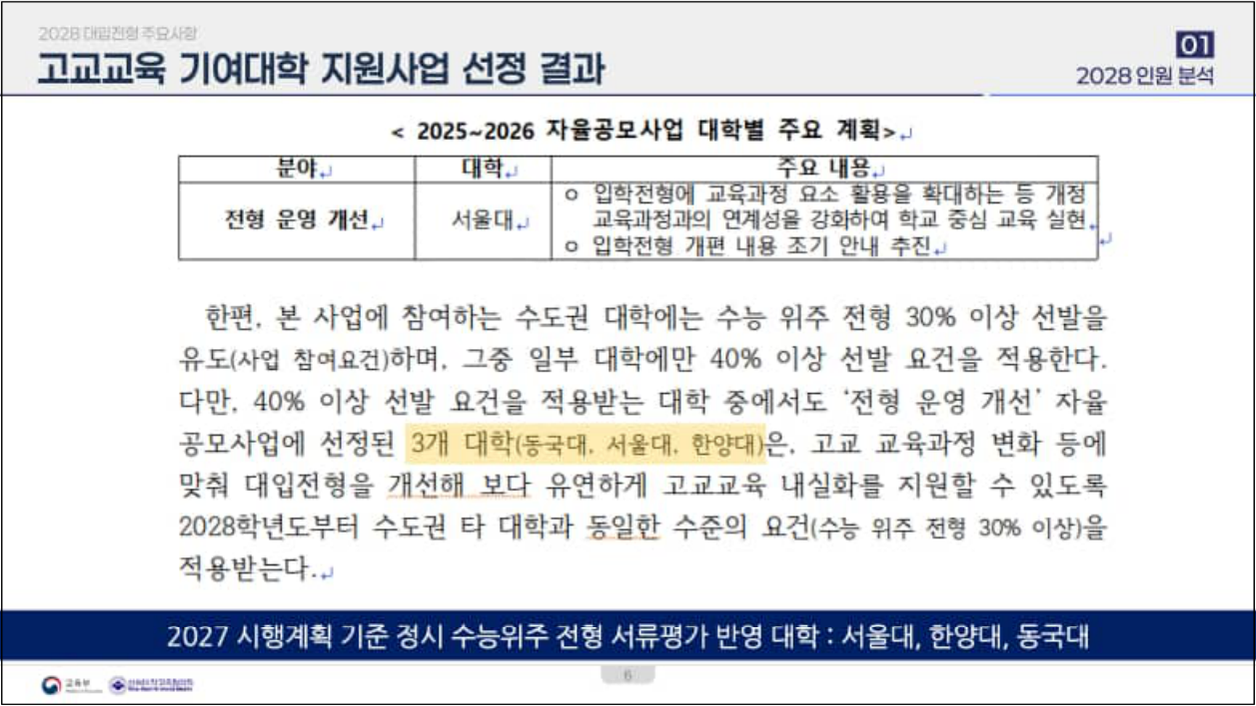 2028 대입전형 주요사항
고교교육 기여대학 지원사업 선정 결과
01
2028 인원 분석
< 2025~2026 자율공모사업 대학별 주요 계획>
분야
대학
주요 내용
전형 운영 개선
서울대
ㅇ 입학전형에 교육과정 요소 활용을 확대하는 등 개정
교육과정과의 연계성을 강화하여 학교 중심 교육 실현
ㅇ 입학전형 개편 내용 조기 안내 추진
한편, 본 사업에 참여하는 수도권 대학에는 수능 위주 전형 30% 이상 선발을
유도(사업 참여요건)하며, 그중 일부 대학에만 40% 이상 선발 요건을 적용한다.
다만, 40% 이상 선발 요건을 적용받는 대학 중에서도 ‘전형 운영 개선’ 자율
공모사업에 선정된 3개 대학(동국대, 서울대, 한양대)은, 고교 교육과정 변화 등에
맞춰 대입전형을 개선해 보다 유연하게 고교교육 내실화를 지원할 수 있도록
2028학년도부터 수도권 타 대학과 동일한 수준의 요건(수능 위주 전형 30% 이상)을
적용받는다.
2027 시행계획 기준 정시 수능위주 전형 서류평가 반영 대학 : 서울대, 한양대, 동국대
교육부
6